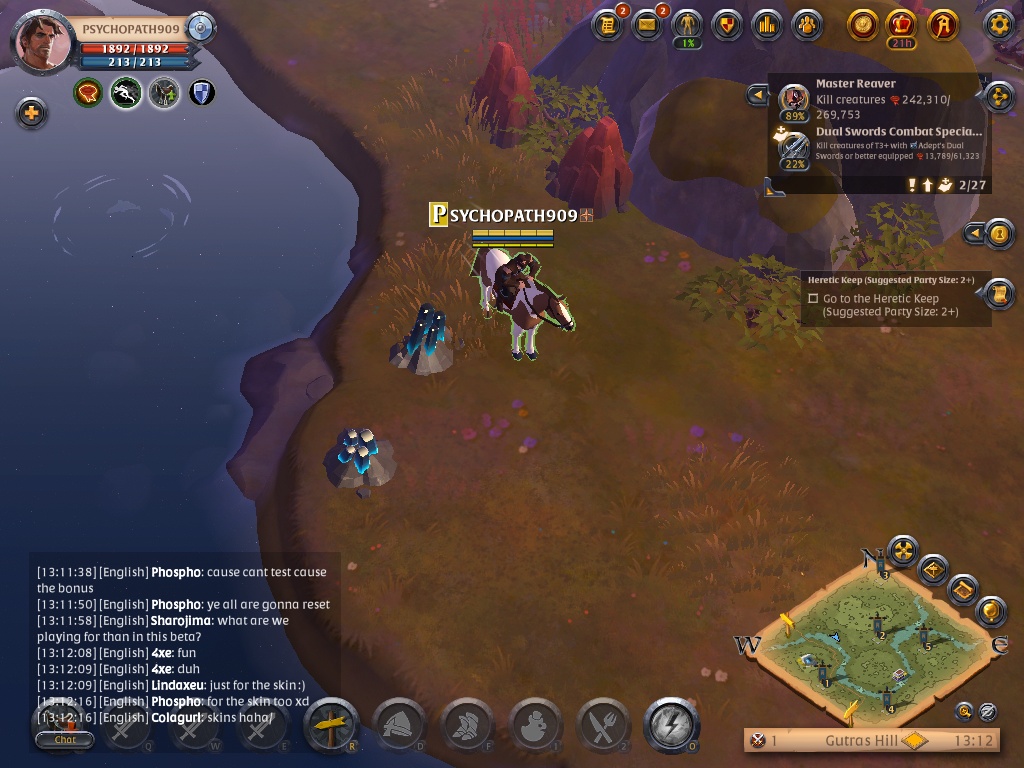 PSYCHOPATH909
1892 / 1892
213 / 213
2
2
1%
21h
Master Reaver
Kill creatures 242,310/
269,753
89%
Dual Swords Combat Specia...
Kill creatures of T3+ with Adept's Dual
Swords or better equipped 13,789/61,323
22%
2/27
PSYCHOPATH909
Heretic Keep (Suggested Party Size: 2+)
Go to the Heretic Keep
(Suggested Party Size: 2+)
[13:11:38] [English] Phospho: cause cant test cause
the bonus
[13:11:50] [English] Phospho: ye all are gonna reset
[13:11:58] [English] Sharojima: what are we
playing for than in this beta?
[13:12:08] [English] 4xe: fun
[13:12:09] [English] 4xe: duh
[13:12:09] [English] Lindaxeu: just for the skin:)
[13:12:16] [English] Phospho: for the skin too xd
[13:12:16] [English] Colagurl: skins haha/
Chat
Q
W
E
R
D
F
1
2
O
N
W
E
3
2
5
1
4
1
Gutras Hill
13:12